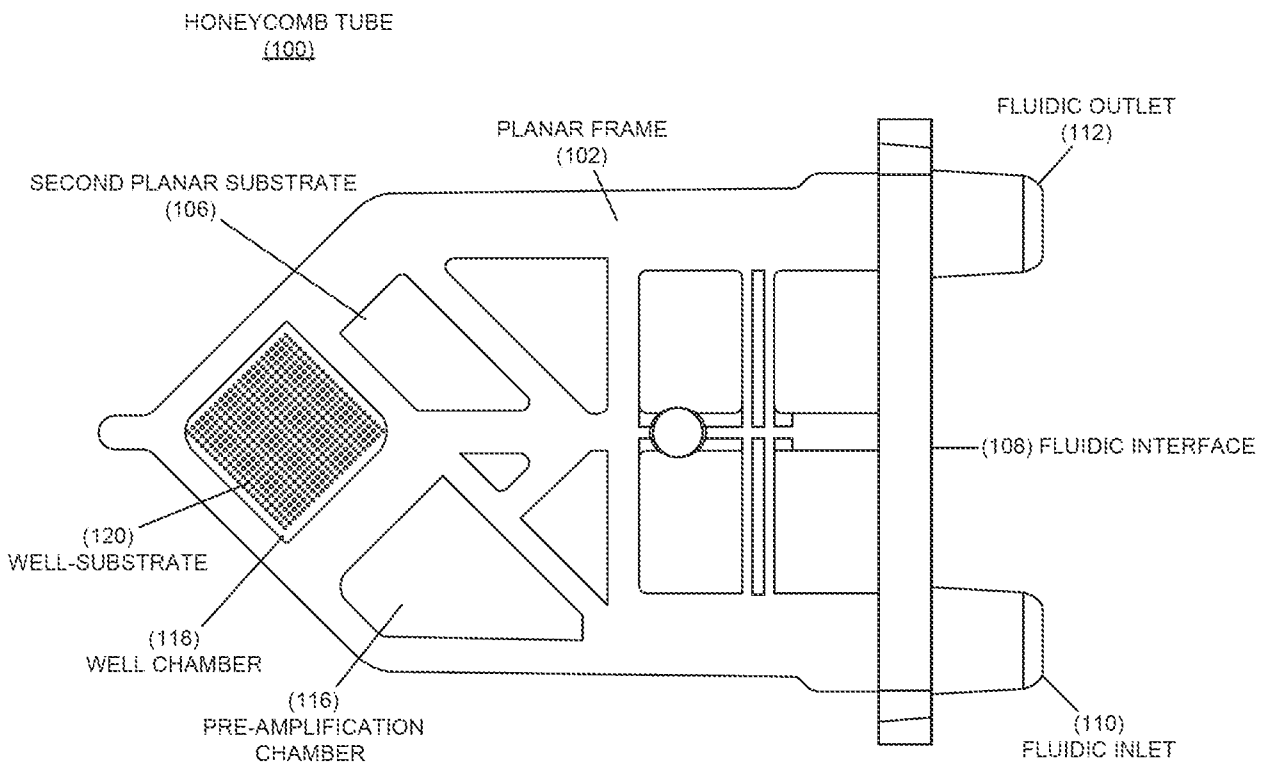 HONEYCOMB TUBE
(100)
FLUIDIC OUTLET
(112)
PLANAR FRAME
(102)
SECOND PLANAR SUBSTRATE
(106)
(108) FLUIDIC INTERFACE
(120)
WELL-SUBSTRATE
(118)
WELL CHAMBER
(116)
PRE-AMPLIFICATION
CHAMBER
(110)
FLUIDIC INLET